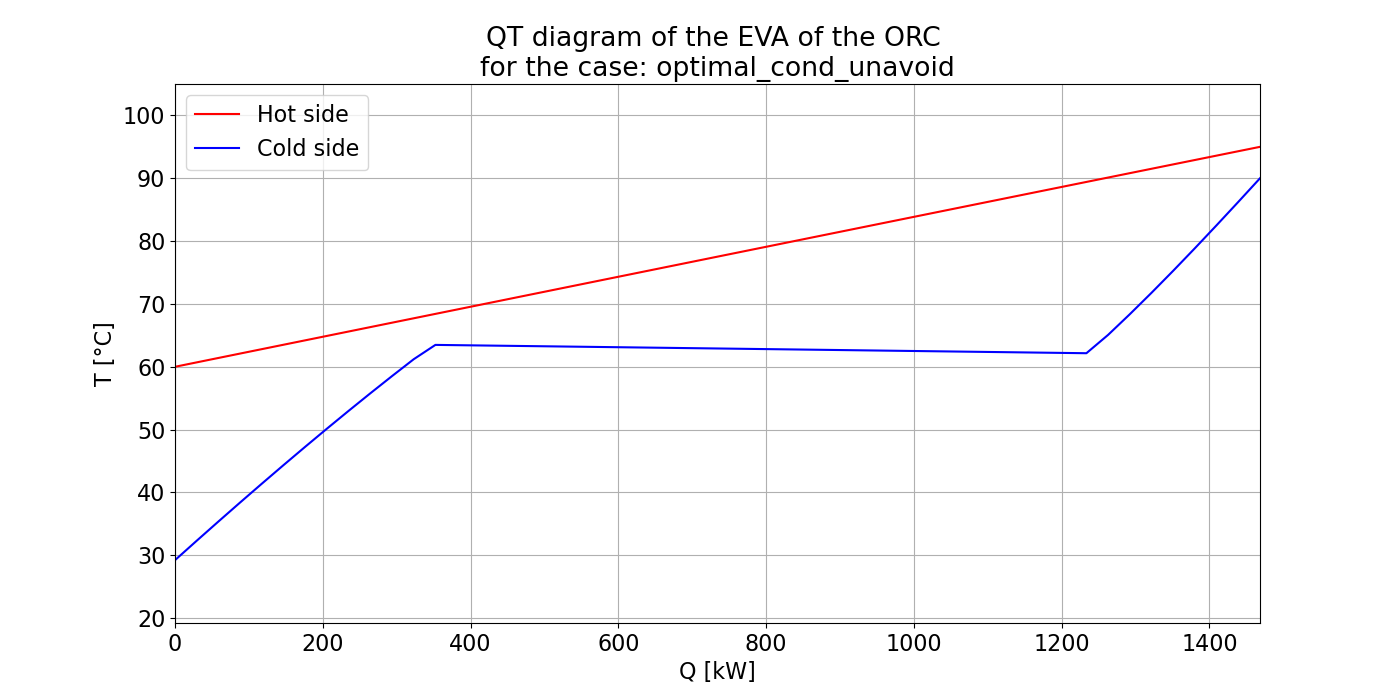 QT diagram of the EVA of the ORC
for the case: optimal_cond_unavoid
Hot side
Cold side
T [°C]
100
90
80
70
60
50
40
30
20
0 200 400 600 800 1000 1200 1400
Q [kW]